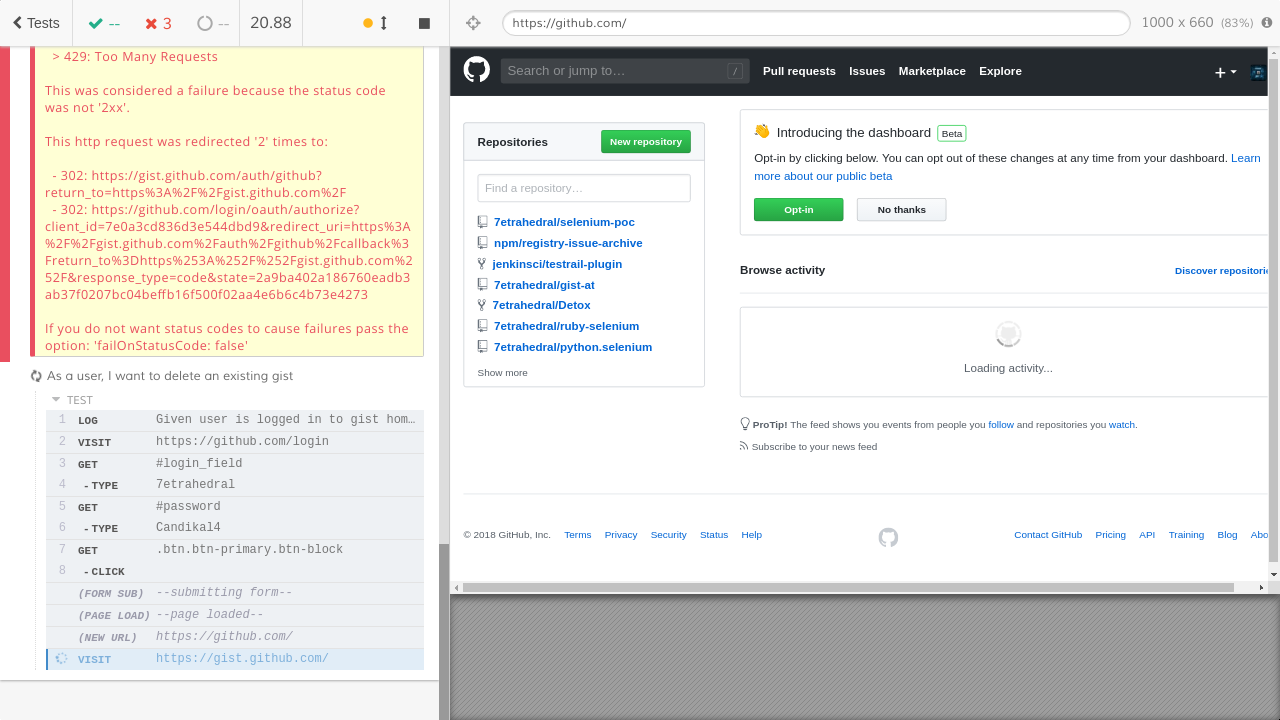 Tests
--
3
--
20.88
https://github.com/
1000 x 660 (83%)
> 429: Too Many Requests
This was considered a failure because the status code
was not '2xx'.
This http request was redirected '2' times to:
- 302: https://gist.github.com/auth/github?
return_to=https%3A%2F%2Fgist.github.com%2F
- 302: https://github.com/login/oauth/authorize?
client_id=7e0a3cd836d3e544dbd9&redirect_uri=https%3A
%2F%2Fgist.github.com%2Fauth%2Fgithub%2Fcallback%3
Freturn_to%3Dhttps%253A%252F%252Fgist.github.com%2
52F&response_type=code&state=2a9ba402a186760eadb3
ab37f0207bc04beffb16f500f02aa4e6b6c4b73e4273
If you do not want status codes to cause failures pass the
option: 'failOnStatusCode: false'
As a user, I want to delete an existing gist
TEST
1 LOG Given user is logged in to gist hom…
2 VISIT https://github.com/login
3 GET #login_field
4 - TYPE 7etrahedral
5 GET #password
6 - TYPE Candikal4
7 GET .btn.btn-primary.btn-block
8 - CLICK
(FORM SUB) --submitting form--
(PAGE LOAD) --page loaded--
(NEW URL) https://github.com/
VISIT https://gist.github.com/
Search or jump to… /
Pull requests Issues Marketplace Explore
Repositories
New repository
Find a repository…
7etrahedral/selenium-poc
npm/registry-issue-archive
jenkinsci/testrail-plugin
7etrahedral/gist-at
7etrahedral/Detox
7etrahedral/ruby-selenium
7etrahedral/python.selenium
Show more
Introducing the dashboard Beta
Opt-in by clicking below. You can opt out of these changes at any time from your dashboard. Learn
more about our public beta
Opt-in No thanks
Browse activity
Discover repositorie
Loading activity...
ProTip! The feed shows you events from people you follow and repositories you watch.
Subscribe to your news feed
© 2018 GitHub, Inc. Terms Privacy Security Status Help
Contact GitHub Pricing API Training Blog Abo